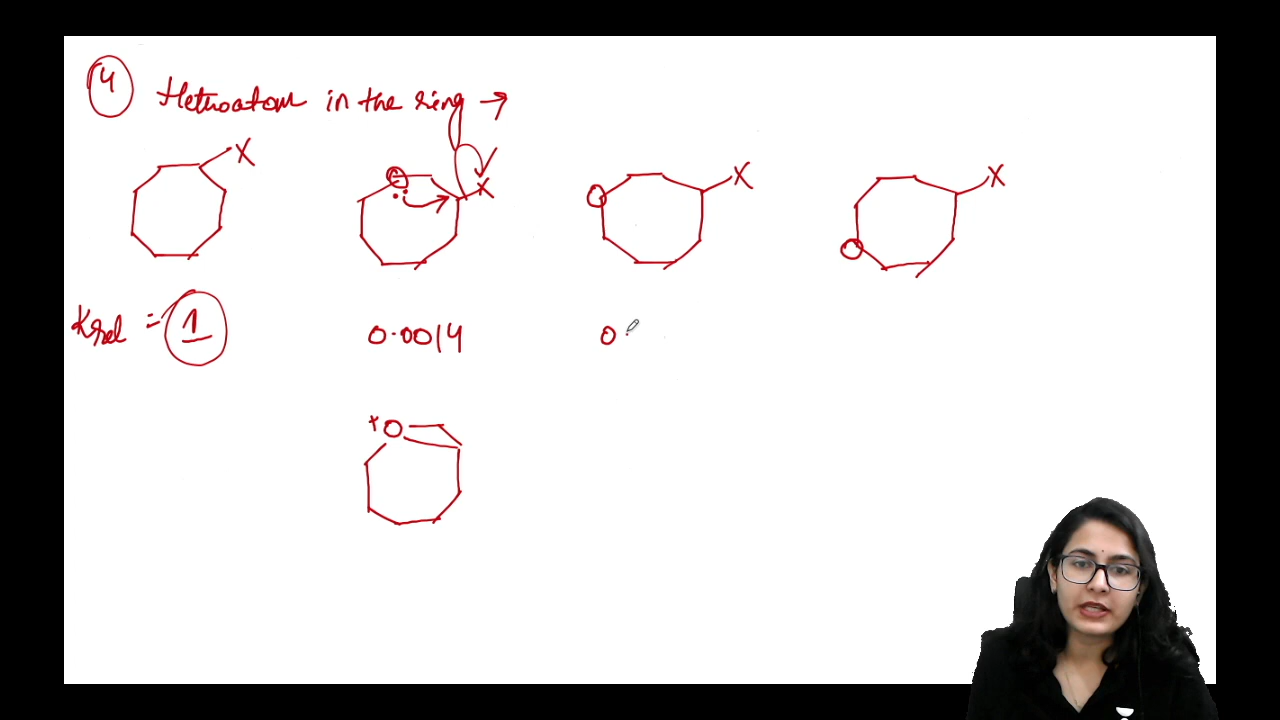 4 Hetroatom in the ring →
X X X X
O O O
Krel = 1 0.0014 0.
+O